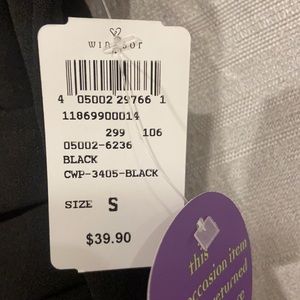 windsor
4 05002 29766 1
11869900014
299 106
05002-6236
BLACK
CWP-3405-BLACK
SIZE S
$39.90
this
occasion item
returned